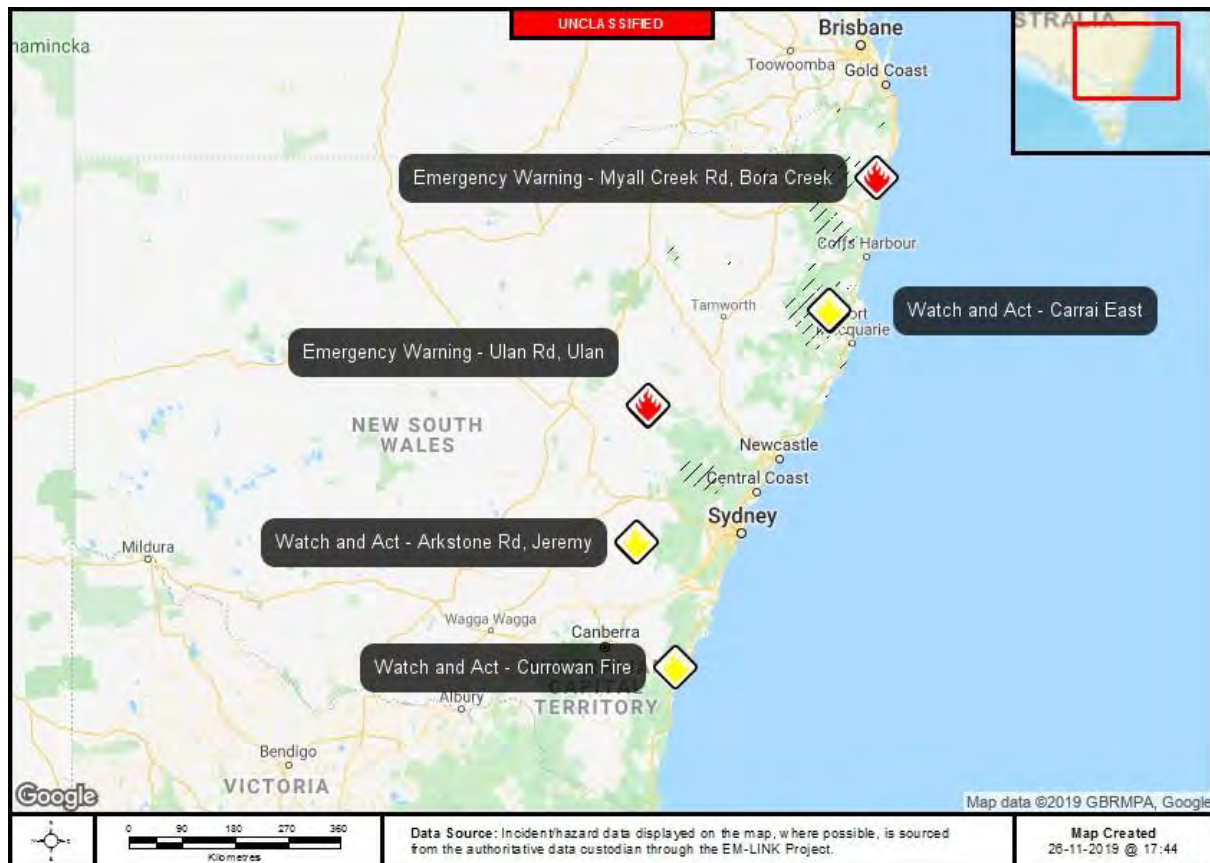 UNCLASSIFIED
STRALIA
namincka
Brisbane
Toowoomba
Gold Coast
Emergency Warning - Myall Creek Rd, Bora Creek
Coffs Harbour
Tamworth
Watch and Act - Carrai East
ort
cquarie
Emergency Warning - Ulan Rd, Ulan
NEW SOUTH
WALES
Newcastle
Central Coast
Sydney
Watch and Act - Arkstone Rd, Jeremy
Mildura
Wagga Wagga
Canberra
Watch and Act - Currowan Fire
CAPITAL
TERRITORY
Albury
Bendigo
VICTORIA
Google
Map data ©2019 GBRMPA, Google
0 90 180 270 360
Kilometres
Data Source: Incident/hazard data displayed on the map, where possible, is sourced
from the authoritative data custodian through the EM-LINK Project.
Map Created
26-11-2019 @ 17:44